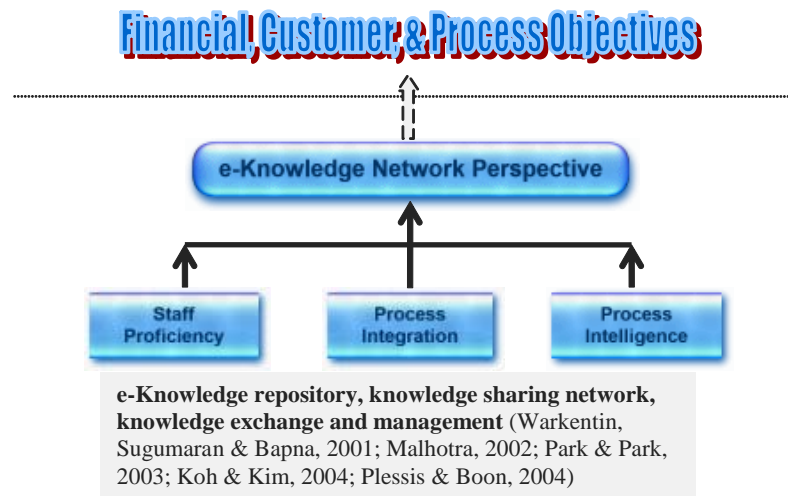 Financial, Customer, & Process Objectives
e-Knowledge Network Perspective
Staff
Proficiency
Process
Integration
Process
Intelligence
e-Knowledge repository, knowledge sharing network,
knowledge exchange and management (Warkentin,
Sugumaran & Bapna, 2001; Malhotra, 2002; Park & Park,
2003; Koh & Kim, 2004; Plessis & Boon, 2004)